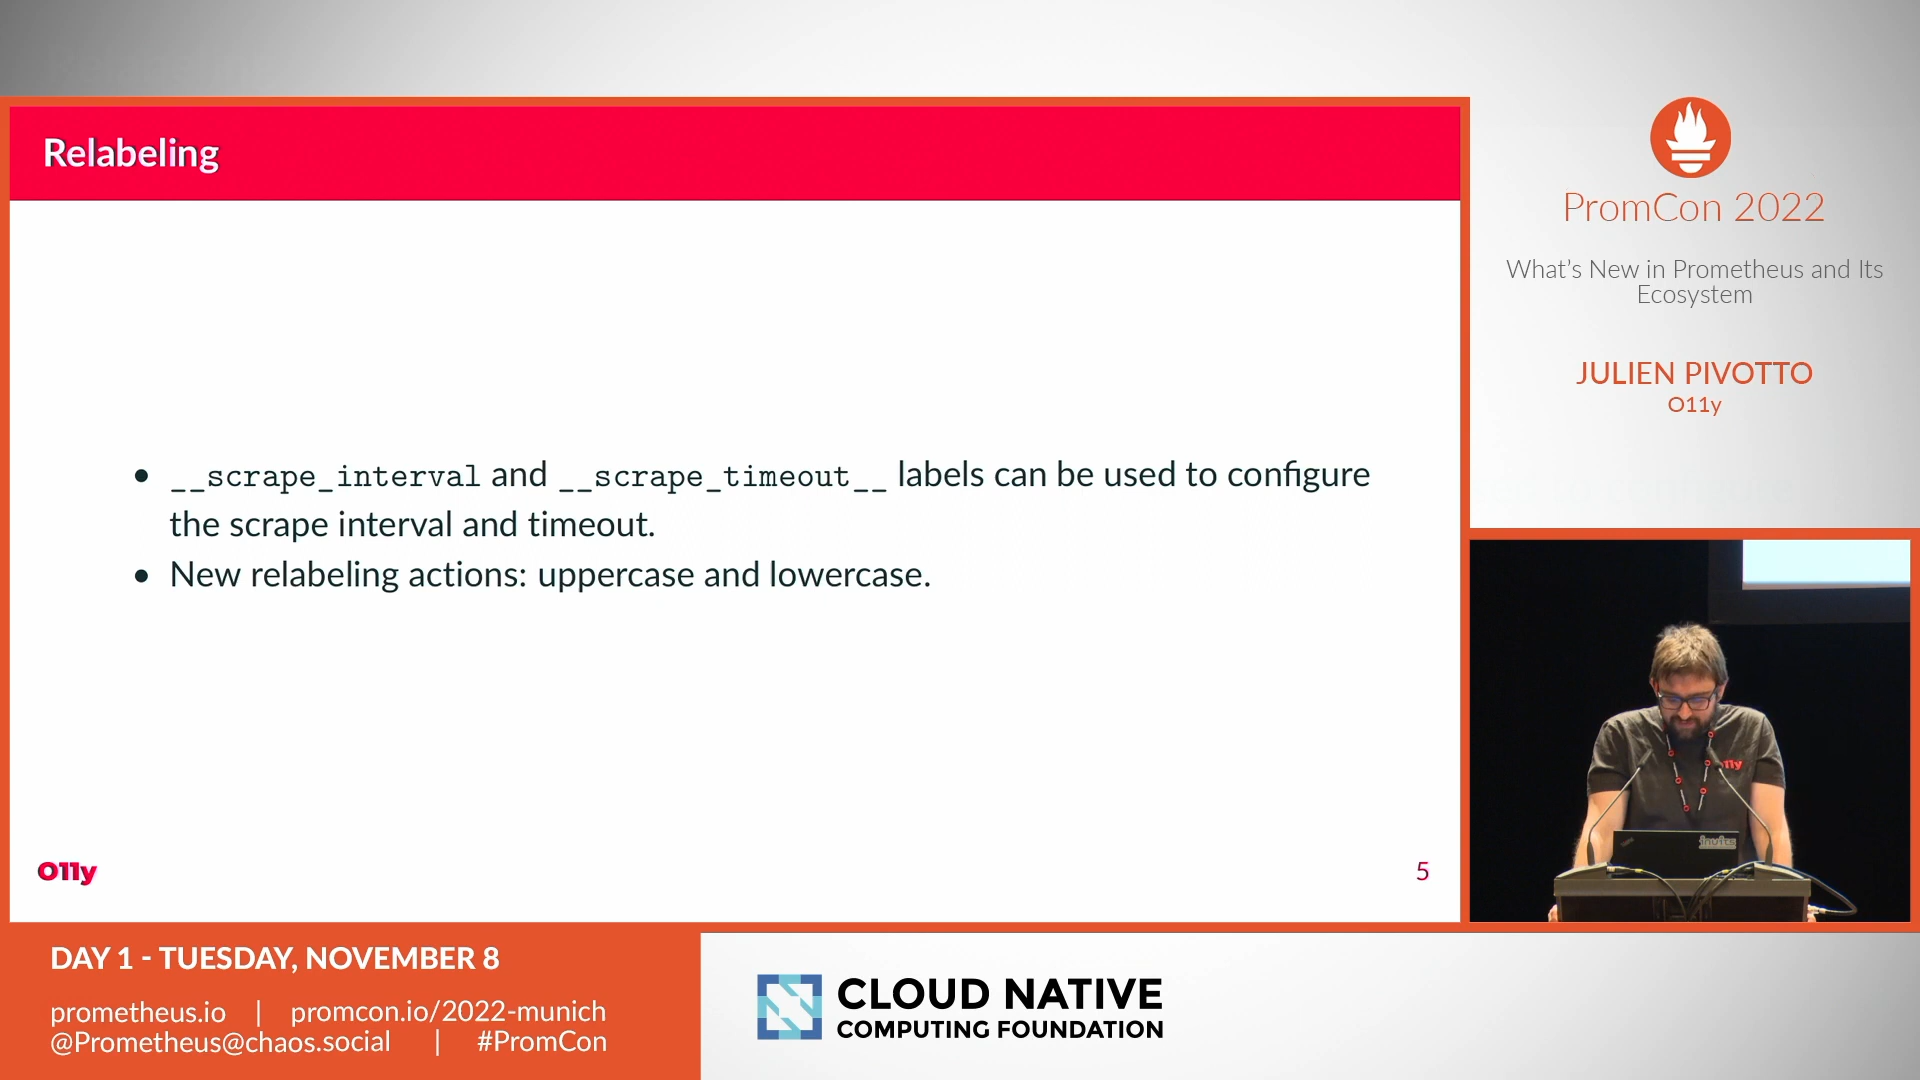 Relabeling
• __scrape_interval and __scrape_timeout__ labels can be used to configure
the scrape interval and timeout.
• New relabeling actions: uppercase and lowercase.
O11y
5
PromCon 2022
What's New in Prometheus and Its
Ecosystem
JULIEN PIVOTTO
O11y
O11y
inuits
DAY 1 - TUESDAY, NOVEMBER 8
prometheus.io | promcon.io/2022-munich
@Prometheus@chaos.social | #PromCon
CLOUD NATIVE
COMPUTING FOUNDATION